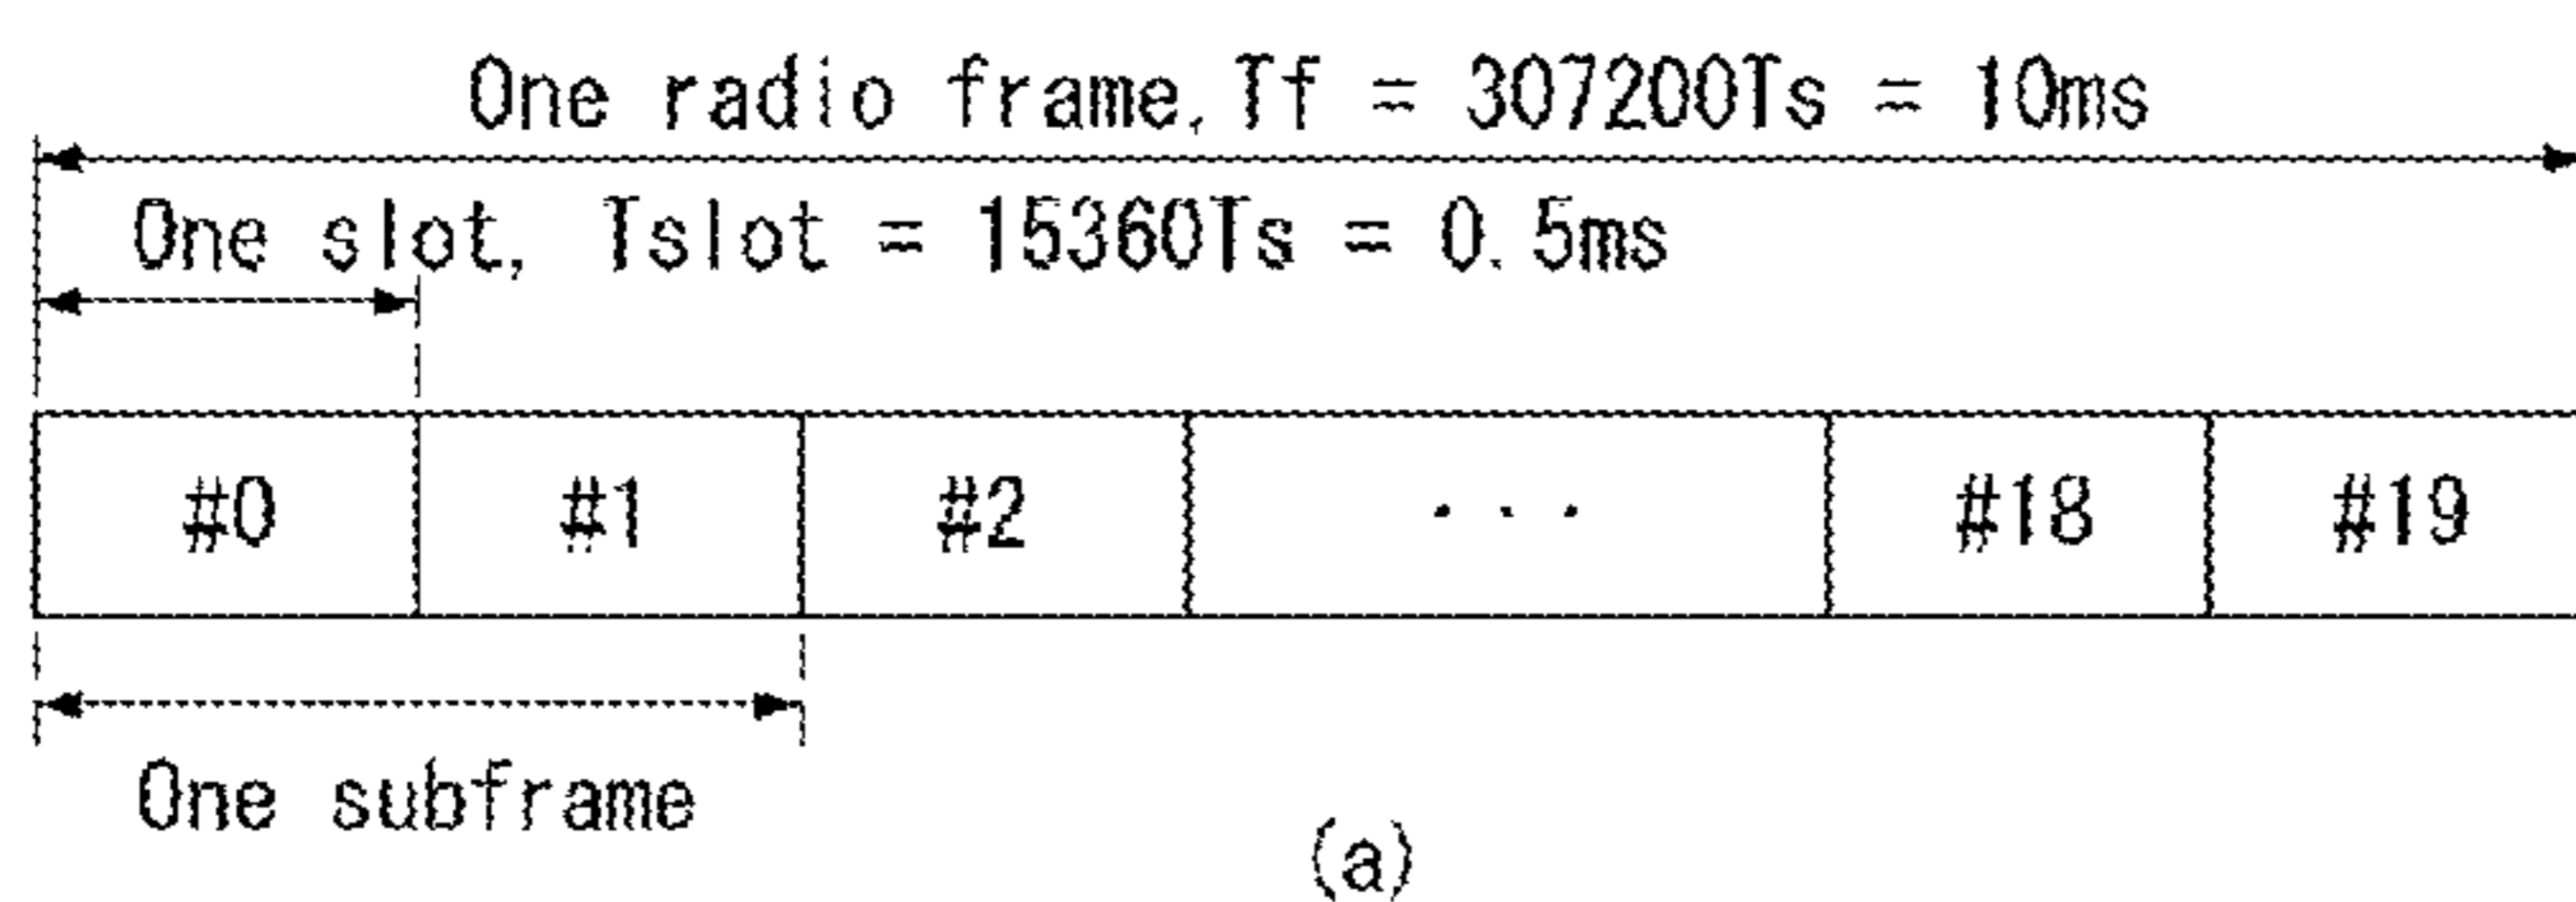 One radio frame, Tf = 307200Ts = 10ms
One slot, Tslot = 15360Ts = 0.5ms
#0 #1 #2 ... #18 #19
One subframe
(a)